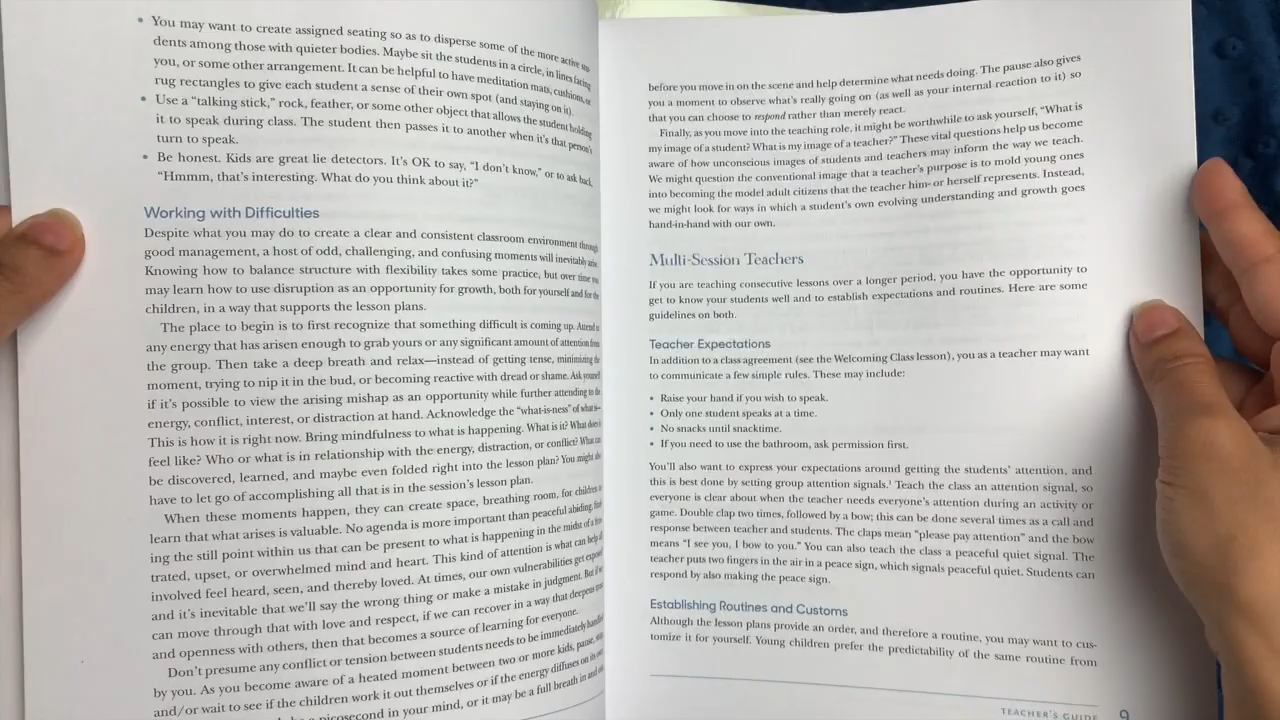 • You may want to create assigned seating so as to disperse some of the more active stu-
dents among those with quieter bodies. Maybe sit the students in a circle, in lines facing
you, or some other arrangement. It can be helpful to have meditation mats, cushions, or
rug rectangles to give each student a sense of their own spot (and staying on it).
• Use a “talking stick,” rock, feather, or some other object that allows the student holding
it to speak during class. The student then passes it to another when it's that person's
turn to speak.
• Be honest. Kids are great lie detectors. It's OK to say, “I don't know,” or to ask back,
“Hmmm, that's interesting. What do you think about it?”
Working with Difficulties
Despite what you may do to create a clear and consistent classroom environment through
good management, a host of odd, challenging, and confusing moments will inevitably arise.
Knowing how to balance structure with flexibility takes some practice, but over time you
may learn how to use disruption as an opportunity for growth, both for yourself and for the
children, in a way that supports the lesson plans.
The place to begin is to first recognize that something difficult is coming up. Attend to
any energy that has arisen enough to grab yours or any significant amount of attention from
the group. Then take a deep breath and relax—instead of getting tense, minimizing the
moment, trying to nip it in the bud, or becoming reactive with dread or shame. Ask yourself
if it's possible to view the arising mishap as an opportunity while further attending to the
energy, conflict, interest, or distraction at hand. Acknowledge the “what-is-ness” of what is—
This is how it is right now. Bring mindfulness to what is happening. What is it? What does it
feel like? Who or what is in relationship with the energy, distraction, or conflict? What can
be discovered, learned, and maybe even folded right into the lesson plan? You might also
have to let go of accomplishing all that is in the session's lesson plan.
When these moments happen, they can create space, breathing room, for children to
learn that what arises is valuable. No agenda is more important than peaceful abiding, find-
ing the still point within us that can be present to what is happening in the midst of a frus-
trated, upset, or overwhelmed mind and heart. This kind of attention is what can help all
involved feel heard, seen, and thereby loved. At times, our own vulnerabilities get exposed
and it's inevitable that we'll say the wrong thing or make a mistake in judgment. But if we
can move through that with love and respect, if we can recover in a way that deepens trust
and openness with others, then that becomes a source of learning for everyone.
Don't presume any conflict or tension between students needs to be immediately handled
by you. As you become aware of a heated moment between two or more kids, pause,
and/or wait to see if the children work it out themselves or if the energy diffuses on its own.
picosecond in your mind, or it may be a full breath in and
before you move in on the scene and help determine what needs doing. The pause also gives
you a moment to observe what's really going on (as well as your internal reaction to it) so
that you can choose to respond rather than merely react.
Finally, as you move into the teaching role, it might be worthwhile to ask yourself, “What is
my image of a student? What is my image of a teacher?” These vital questions help us become
aware of how unconscious images of students and teachers may inform the way we teach.
We might question the conventional image that a teacher's purpose is to mold young ones
into becoming the model adult citizens that the teacher him- or herself represents. Instead,
we might look for ways in which a student's own evolving understanding and growth goes
hand-in-hand with our own.
Multi-Session Teachers
If you are teaching consecutive lessons over a longer period, you have the opportunity to
get to know your students well and to establish expectations and routines. Here are some
guidelines on both.
Teacher Expectations
In addition to a class agreement (see the Welcoming Class lesson), you as a teacher may want
to communicate a few simple rules. These may include:
• Raise your hand if you wish to speak.
• Only one student speaks at a time.
• No snacks until snacktime.
• If you need to use the bathroom, ask permission first.
You'll also want to express your expectations around getting the students' attention, and
this is best done by setting group attention signals.¹ Teach the class an attention signal, so
everyone is clear about when the teacher needs everyone's attention during an activity or
game. Double clap two times, followed by a bow; this can be done several times as a call and
response between teacher and students. The claps mean “please pay attention” and the bow
means “I see you, I bow to you.” You can also teach the class a peaceful quiet signal. The
teacher puts two fingers in the air in a peace sign, which signals peaceful quiet. Students can
respond by also making the peace sign.
Establishing Routines and Customs
Although the lesson plans provide an order, and therefore a routine, you may want to cus-
tomize it for yourself. Young children prefer the predictability of the same routine from
TEACHER'S GUIDE 9